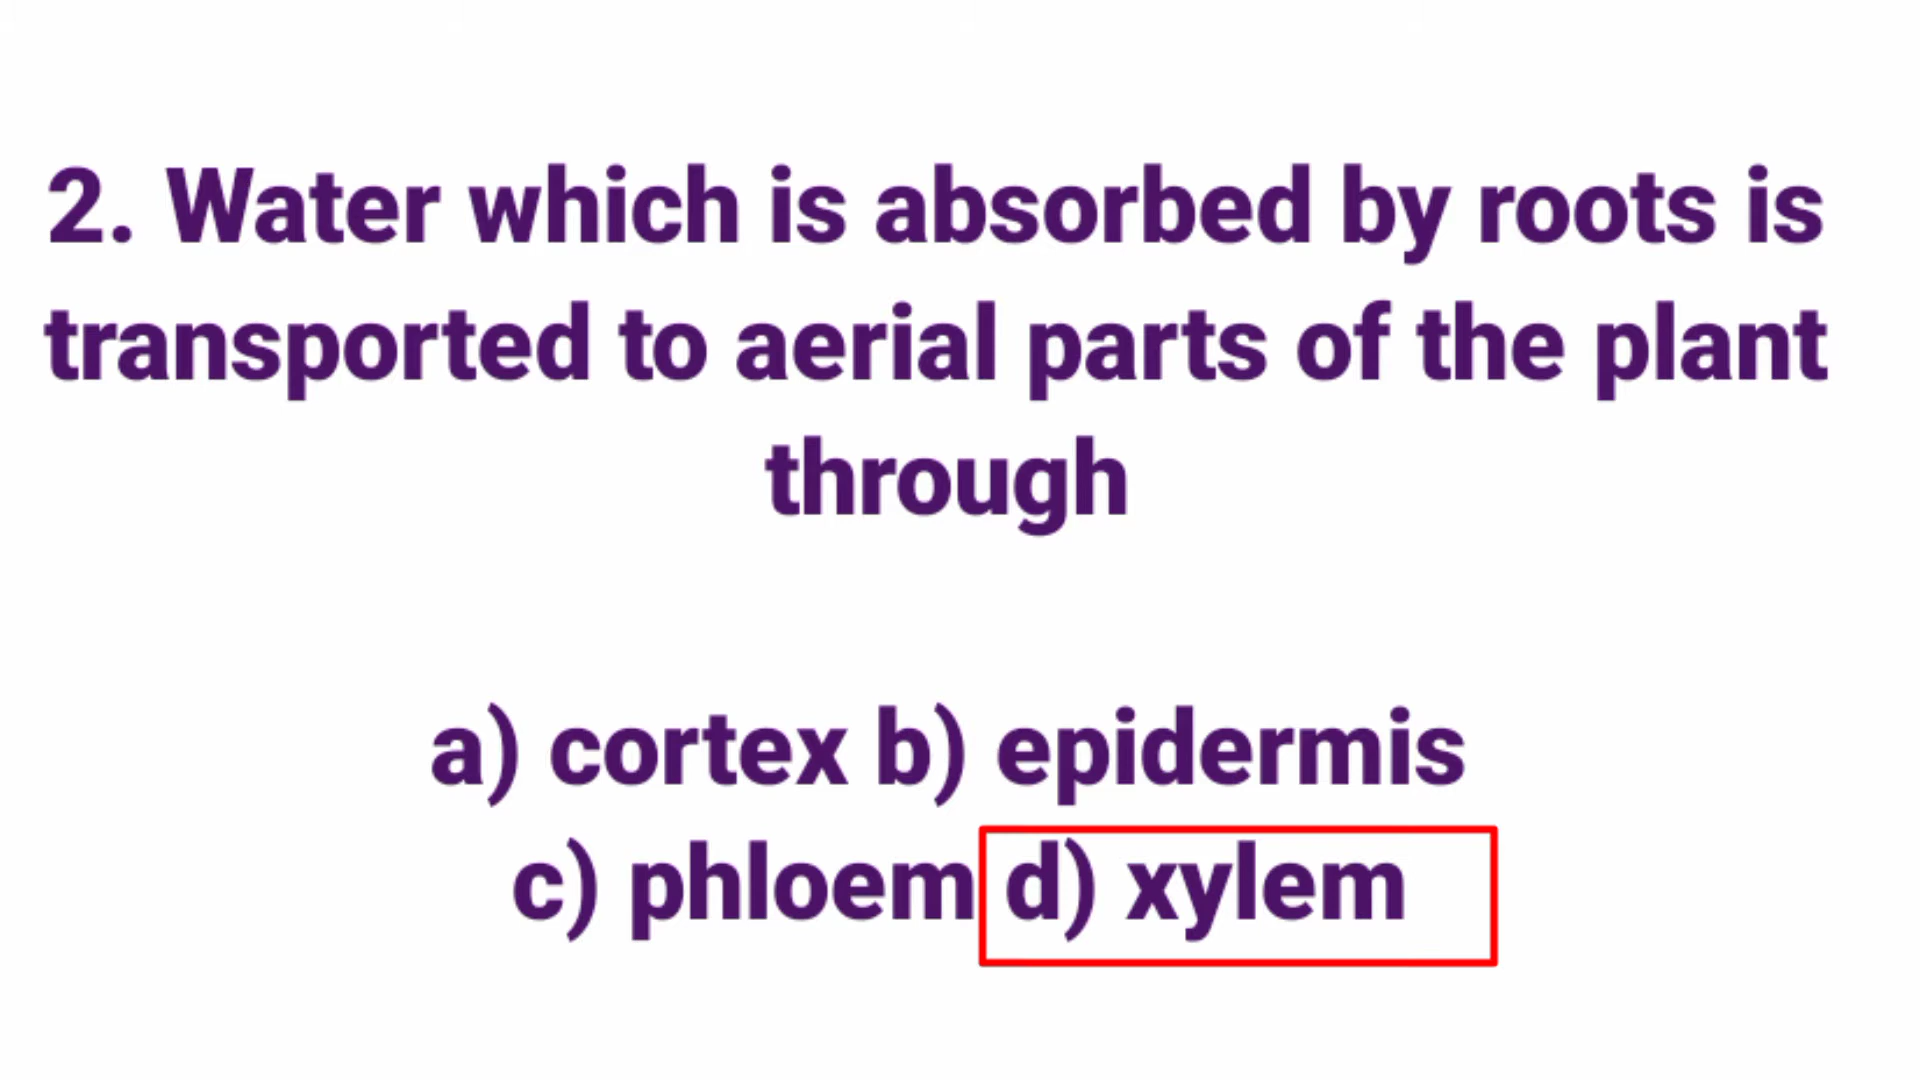 2. Water which is absorbed by roots is
transported to aerial parts of the plant
through
a) cortex b) epidermis
c) phloem d) xylem